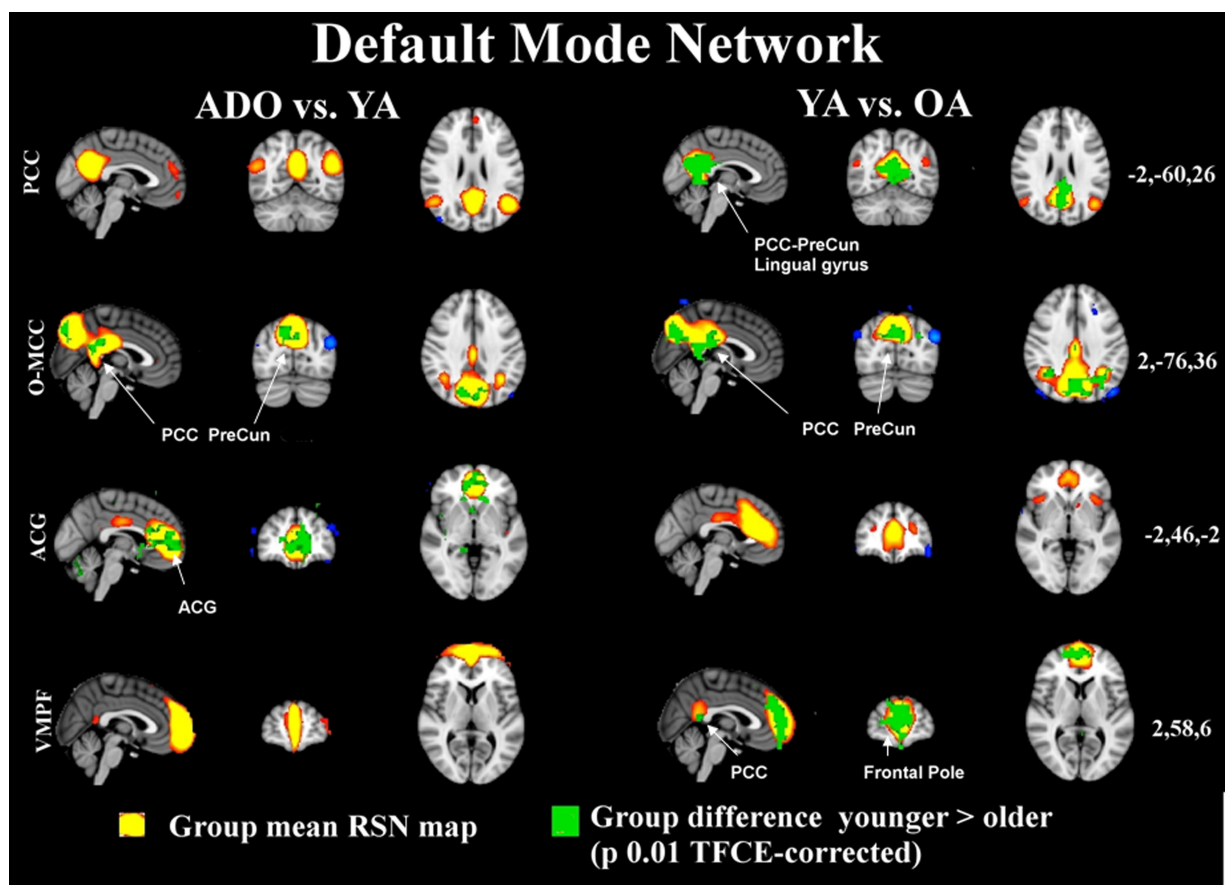 Default Mode Network
ADO vs. YA
YA vs. OA
PCC
-2,-60,26
PCC-PreCun
Lingual gyrus
O-MCC
2,-76,36
PCC PreCun
PCC PreCun
ACG
-2,46,-2
ACG
VMPF
2,58,6
PCC
Frontal Pole
Group mean RSN map
Group difference younger > older
(p 0.01 TFCE-corrected)